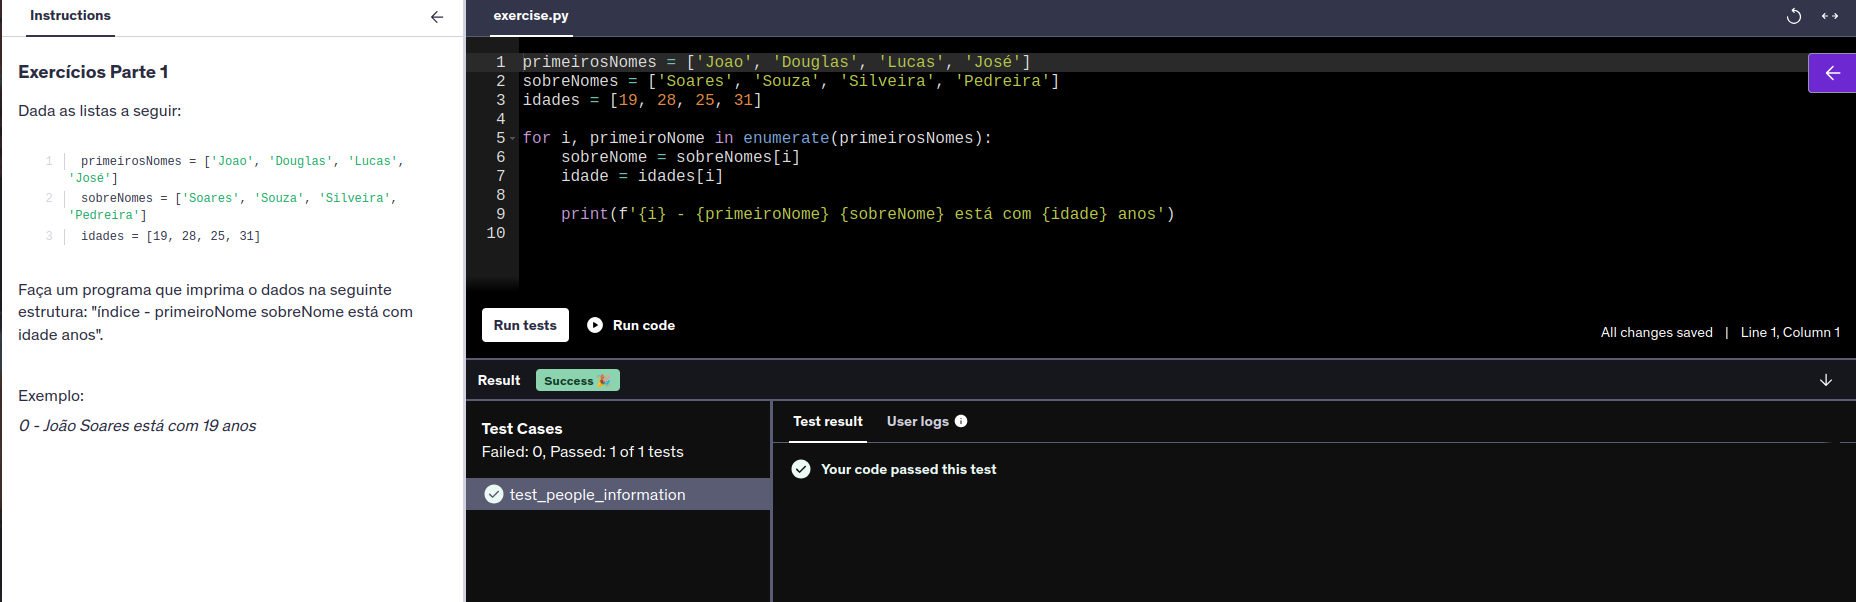 Instructions
Exercícios Parte 1
Dada as listas a seguir:
1 primeirosNomes = ['Joao', 'Douglas', 'Lucas',
'José']
2 sobreNomes = ['Soares', 'Souza', 'Silveira',
'Pedreira']
3 idades = [19, 28, 25, 31]
Faça um programa que imprima o dados na seguinte
estrutura: "índice - primeiroNome sobreNome está com
idade anos".
Exemplo:
0 - João Soares está com 19 anos
exercise.py
1 primeirosNomes = ['Joao', 'Douglas', 'Lucas', 'José']
2 sobreNomes = ['Soares', 'Souza', 'Silveira', 'Pedreira']
3 idades = [19, 28, 25, 31]
4
5 for i, primeiroNome in enumerate(primeirosNomes):
6     sobreNome = sobreNomes[i]
7     idade = idades[i]
8
9     print(f'{i} - {primeiroNome} {sobreNome} está com {idade} anos')
10
Run tests Run code
All changes saved | Line 1, Column 1
Result Success🎉
Test Cases
Failed: 0, Passed: 1 of 1 tests
test_people_information
Test result User logs
Your code passed this test